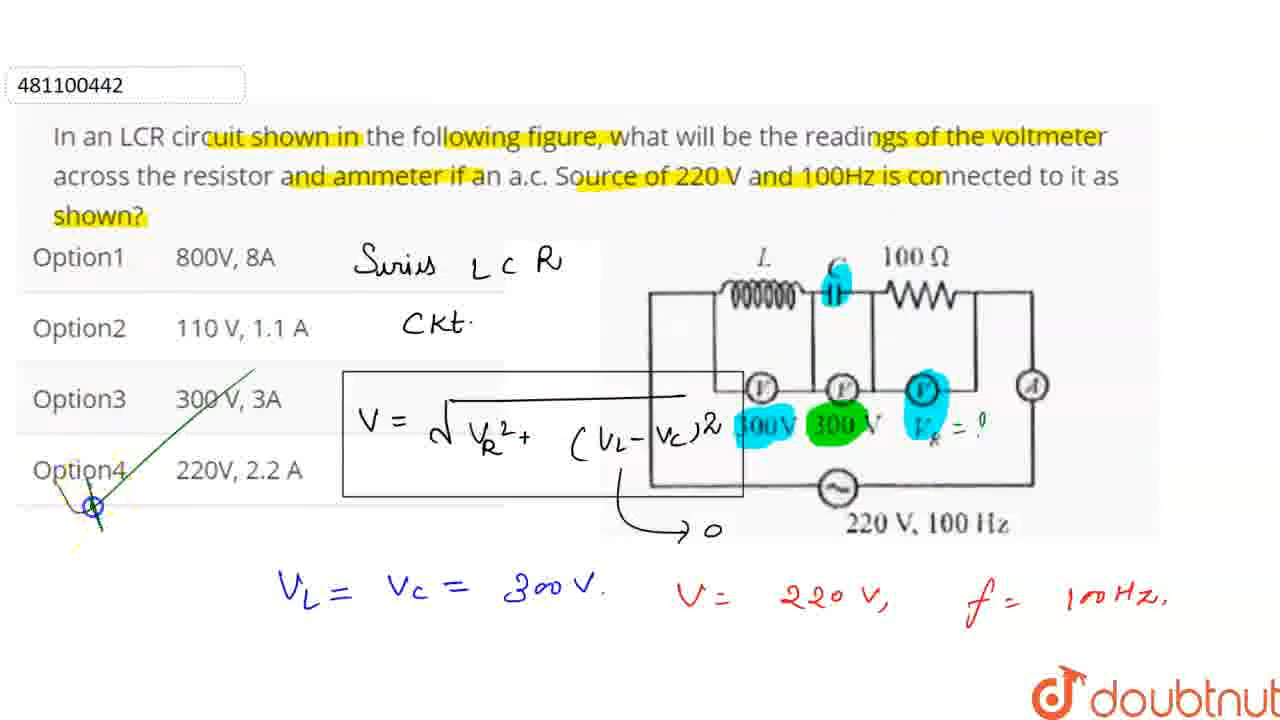 481100442
In an LCR circuit shown in the following figure, what will be the readings of the voltmeter
across the resistor and ammeter if an a.c. Source of 220 V and 100Hz is connected to it as
shown?
Option1 800V, 8A
Option2 110 V, 1.1 A
Option3 300 V, 3A
Option4 220V, 2.2 A
Series LCR
Ckt.
V = √VR² + (VL - VC)²
→ 0
L C 100 Ω
V V V A
300V 300 V VR = ?
220 V, 100 Hz
VL = VC = 300 V.
V = 220 V, f = 100Hz.
doubtnut